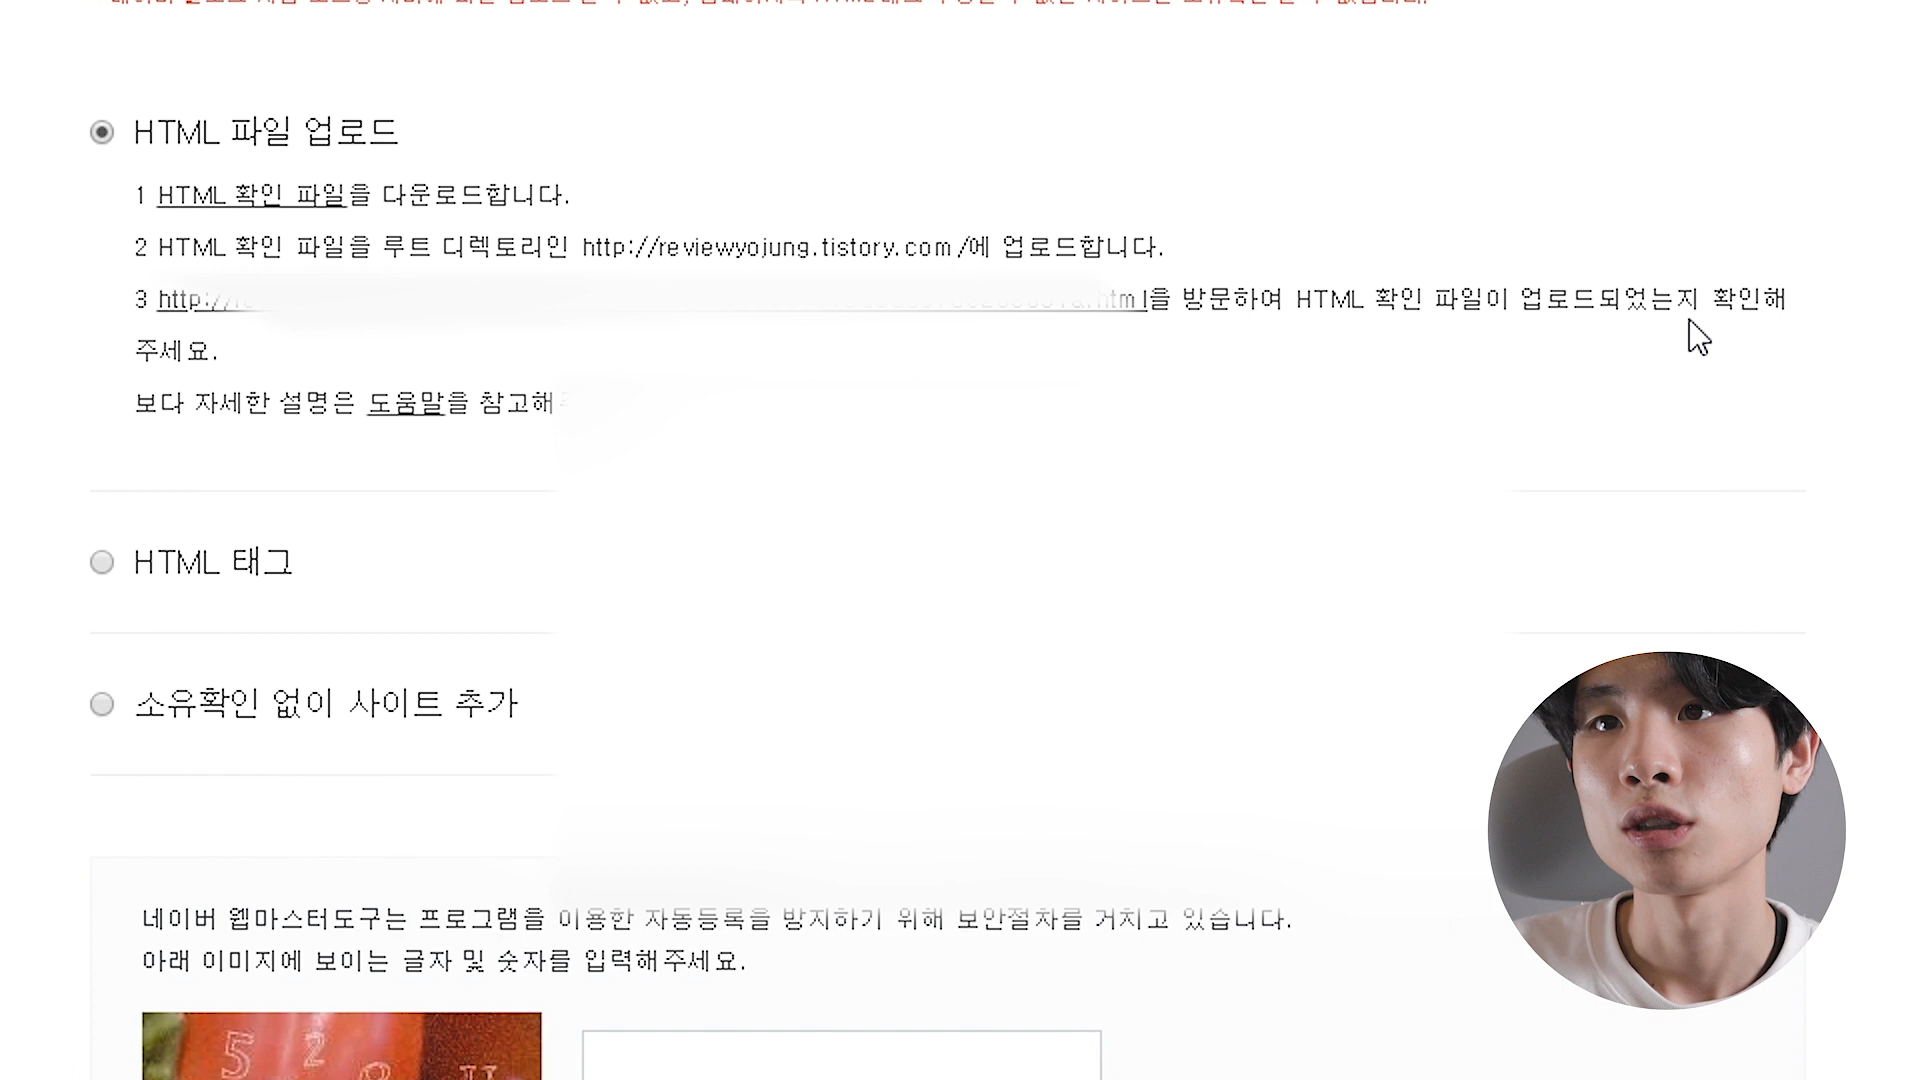 HTML 파일 업로드
1 HTML 확인 파일을 다운로드합니다.
2 HTML 확인 파일을 루트 디렉토리인 http://reviewyojung.tistory.com/에 업로드합니다.
3 http:// html을 방문하여 HTML 확인 파일이 업로드되었는지 확인해
주세요.
보다 자세한 설명은 도움말을 참고해
HTML 태그
소유확인 없이 사이트 추가
네이버 웹마스터도구는 프로그램을 이용한 자동등록을 방지하기 위해 보안절차를 거치고 있습니다.
아래 이미지에 보이는 글자 및 숫자를 입력해주세요.
5 2